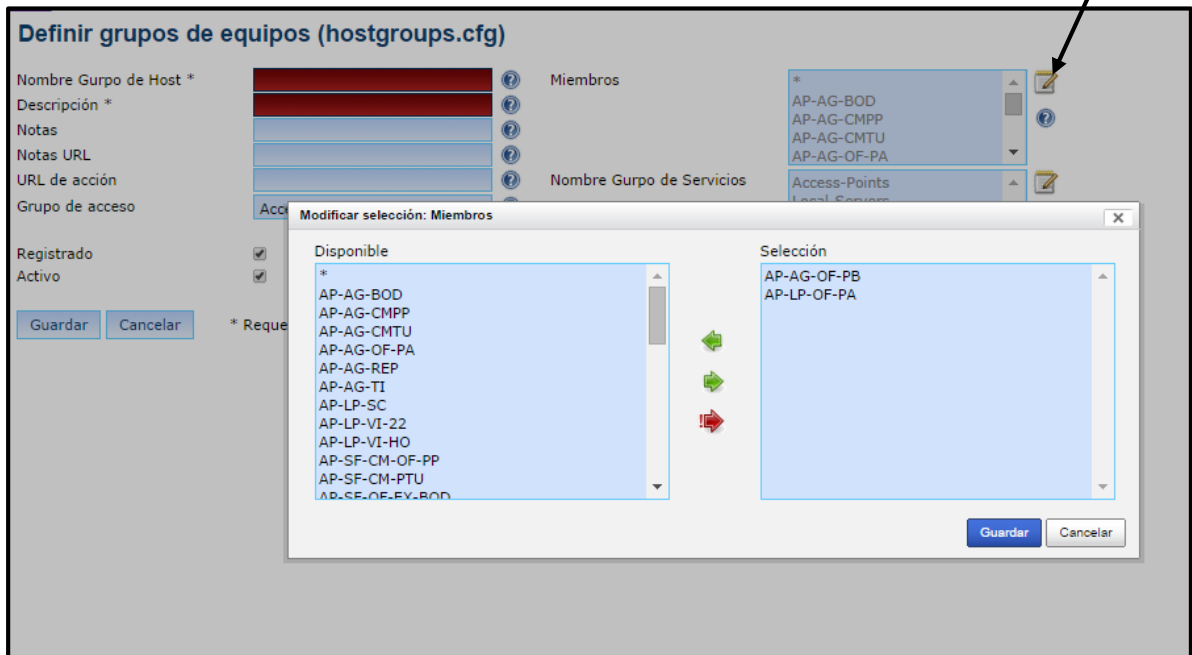 Definir grupos de equipos (hostgroups.cfg)
Nombre Gurpo de Host *
Descripción *
Notas
Notas URL
URL de acción
Grupo de acceso
Registrado
Activo
Guardar Cancelar * Reque
Miembros
*
AP-AG-BOD
AP-AG-CMPP
AP-AG-CMTU
AP-AG-OF-PA
Nombre Gurpo de Servicios
Access-Points
Modificar selección: Miembros
Disponible
*
AP-AG-BOD
AP-AG-CMPP
AP-AG-CMTU
AP-AG-OF-PA
AP-AG-REP
AP-AG-TI
AP-LP-SC
AP-LP-VI-22
AP-LP-VI-HO
AP-SF-CM-OF-PP
AP-SF-CM-PTU
AP-SF-OF-EX-BOD
Selección
AP-AG-OF-PB
AP-LP-OF-PA
Guardar Cancelar